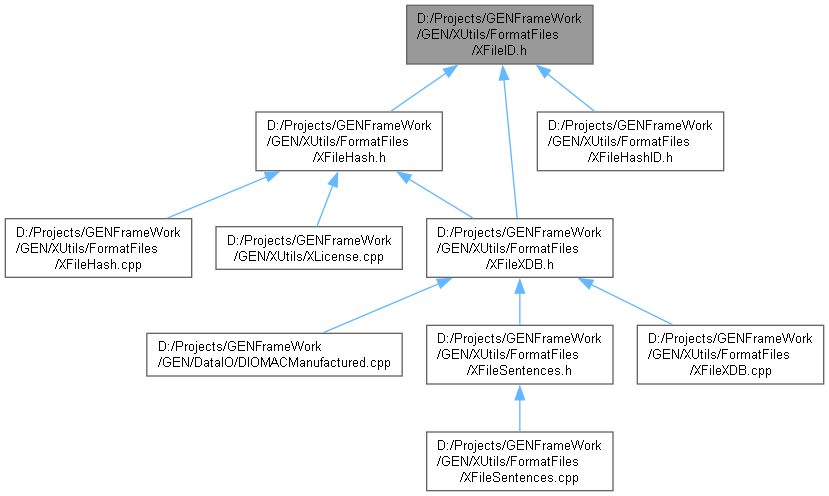 D:/Projects/GENFrameWork
/GEN/XUtils/FormatFiles
/XFileID.h
D:/Projects/GENFrameWork
/GEN/XUtils/FormatFiles
/XFileHash.h
D:/Projects/GENFrameWork
/GEN/XUtils/FormatFiles
/XFileHashID.h
D:/Projects/GENFrameWork
/GEN/XUtils/FormatFiles
/XFileHash.cpp
D:/Projects/GENFrameWork
/GEN/XUtils/XLicense.cpp
D:/Projects/GENFrameWork
/GEN/XUtils/FormatFiles
/XFileXDB.h
D:/Projects/GENFrameWork
/GEN/DataIO/DIOMACManufactured.cpp
D:/Projects/GENFrameWork
/GEN/XUtils/FormatFiles
/XFileSentences.h
D:/Projects/GENFrameWork
/GEN/XUtils/FormatFiles
/XFileXDB.cpp
D:/Projects/GENFrameWork
/GEN/XUtils/FormatFiles
/XFileSentences.cpp